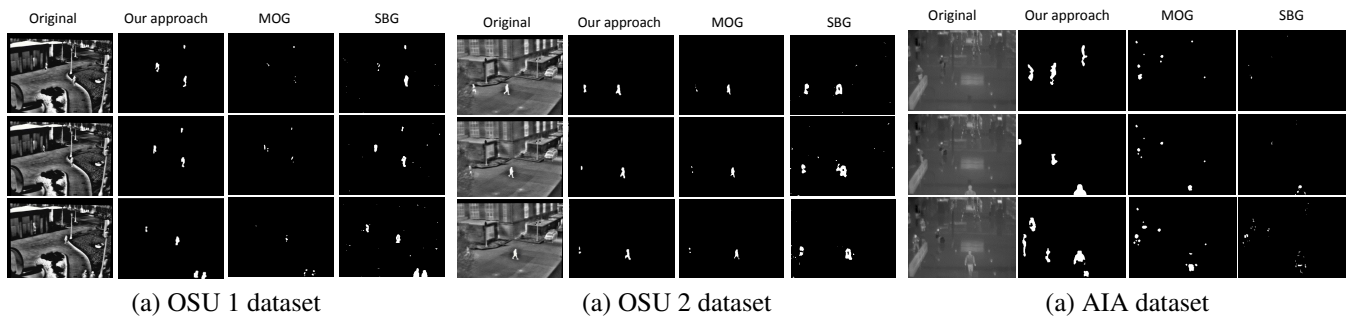 Original Our approach MOG SBG
Original Our approach MOG SBG
Original Our approach MOG SBG
(a) OSU 1 dataset
(a) OSU 2 dataset
(a) AIA dataset